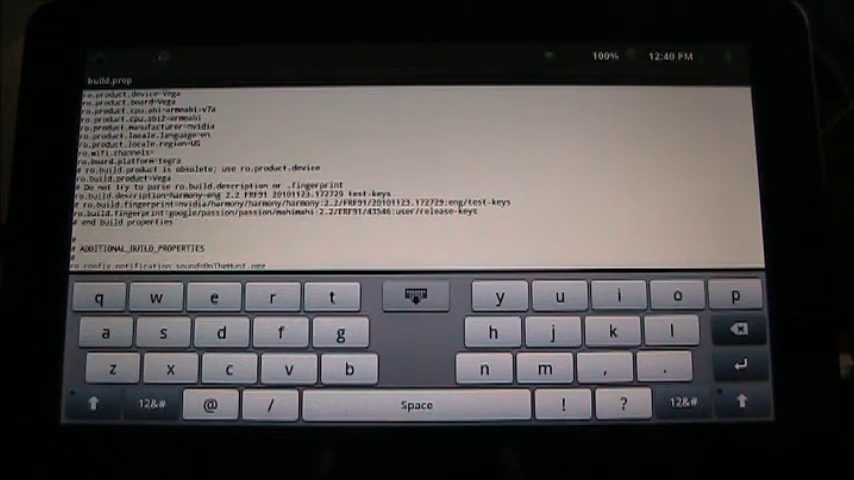 100% 12:40 PM
build.prop
ro.product.device=Vega
ro.product.board=Vega
ro.product.cpu.abi=armeabi-v7a
ro.product.cpu.abi2=armeabi
ro.product.manufacturer=nvidia
ro.product.locale.language=en
ro.product.locale.region=US
ro.wifi.channels=
ro.board.platform=tegra
# ro.build.product is obsolete; use ro.product.device
ro.build.product=Vega
# Do not try to parse ro.build.description or .fingerprint
ro.build.description=harmony-eng 2.2 FRF91 20101123.172729 test-keys
# ro.build.fingerprint=nvidia/harmony/harmony/harmony:2.2/FRF91/20101123.172729:eng/test-keys
ro.build.fingerprint=google/passion/passion/mahimahi:2.2/FRF91/43546:user/release-keys
# end build properties
#
# ADDITIONAL_BUILD_PROPERTIES
#
ro.config.notification_sound=OnTheHunt.ogg
q w e r t y u i o p
a s d f g h j k l
z x c v b n m , .
12&# @ / Space ! ? 12&#